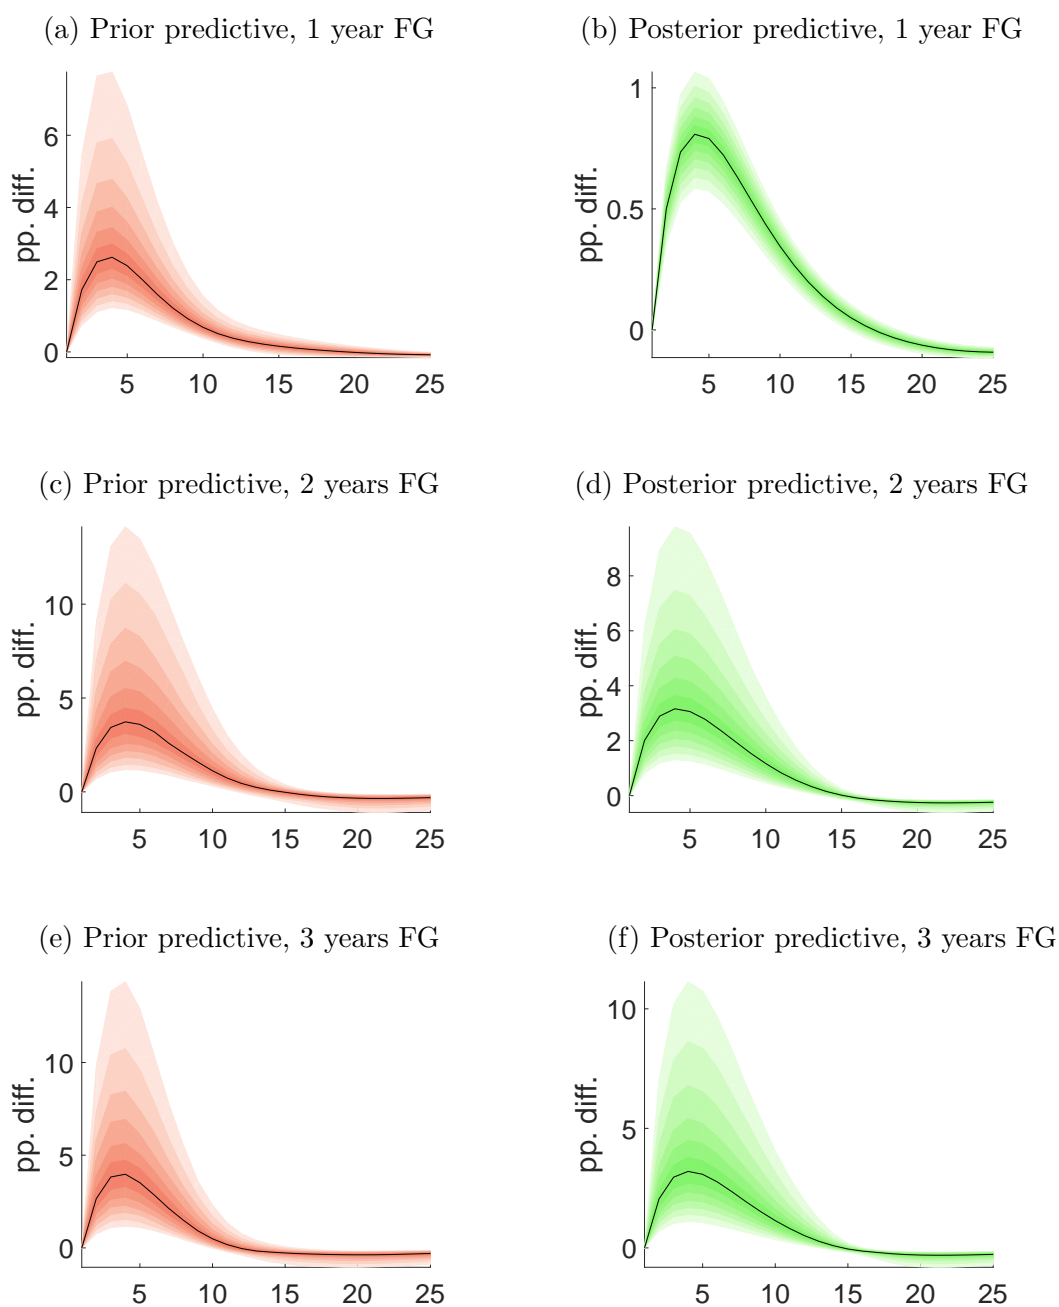 (a) Prior predictive, 1 year FG
pp. diff.
6
4
2
0
5 10 15 20 25
(b) Posterior predictive, 1 year FG
pp. diff.
1
0.5
0
5 10 15 20 25
(c) Prior predictive, 2 years FG
pp. diff.
10
5
0
5 10 15 20 25
(d) Posterior predictive, 2 years FG
pp. diff.
8
6
4
2
0
5 10 15 20 25
(e) Prior predictive, 3 years FG
pp. diff.
10
5
0
5 10 15 20 25
(f) Posterior predictive, 3 years FG
pp. diff.
10
5
0
5 10 15 20 25